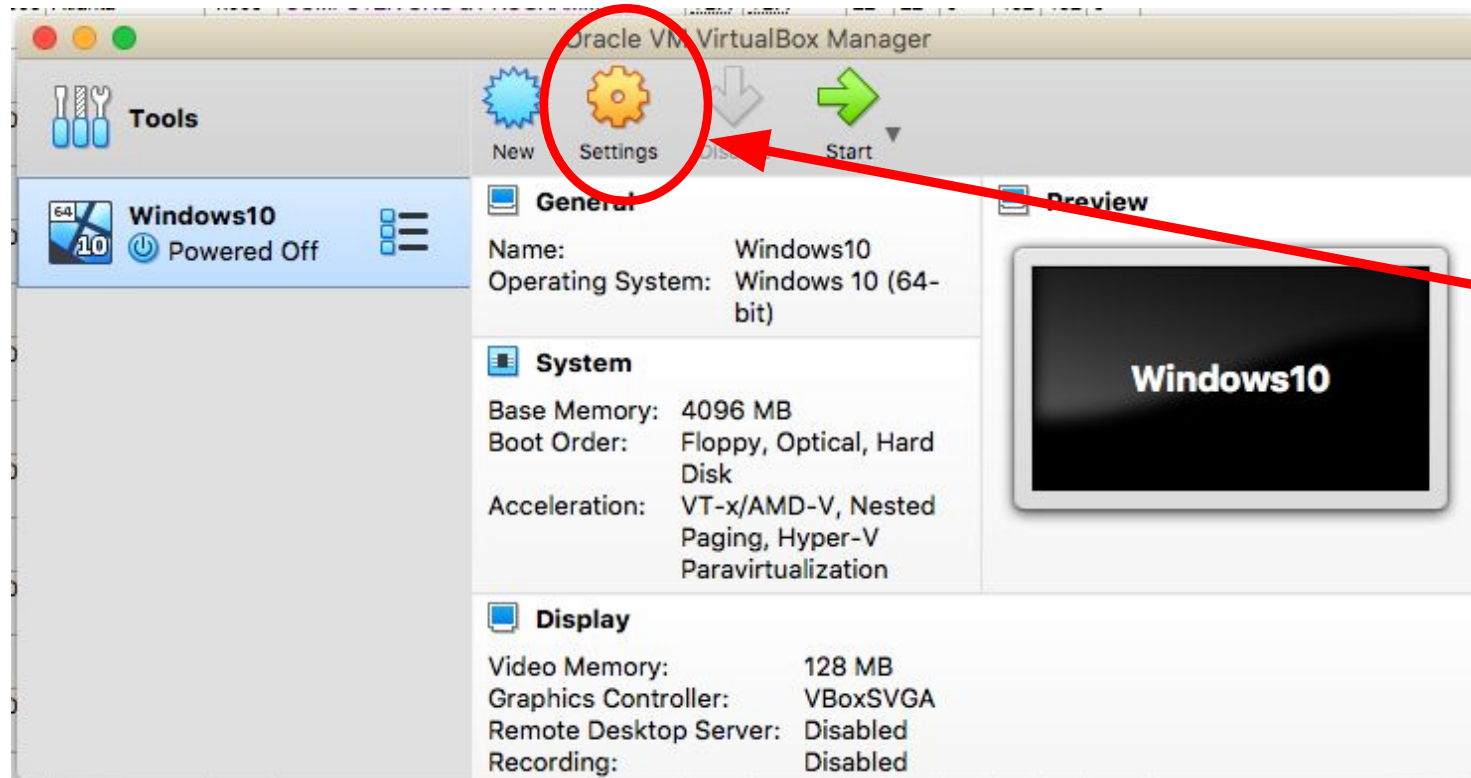 Oracle VM VirtualBox Manager
Tools
New Settings Start
64
10
Windows10
Powered Off
General
Name: Windows10
Operating System: Windows 10 (64-
bit)
System
Base Memory: 4096 MB
Boot Order: Floppy, Optical, Hard
Disk
Acceleration: VT-x/AMD-V, Nested
Paging, Hyper-V
Paravirtualization
Preview
Windows10
Display
Video Memory: 128 MB
Graphics Controller: VBoxSVGA
Remote Desktop Server: Disabled
Recording: Disabled